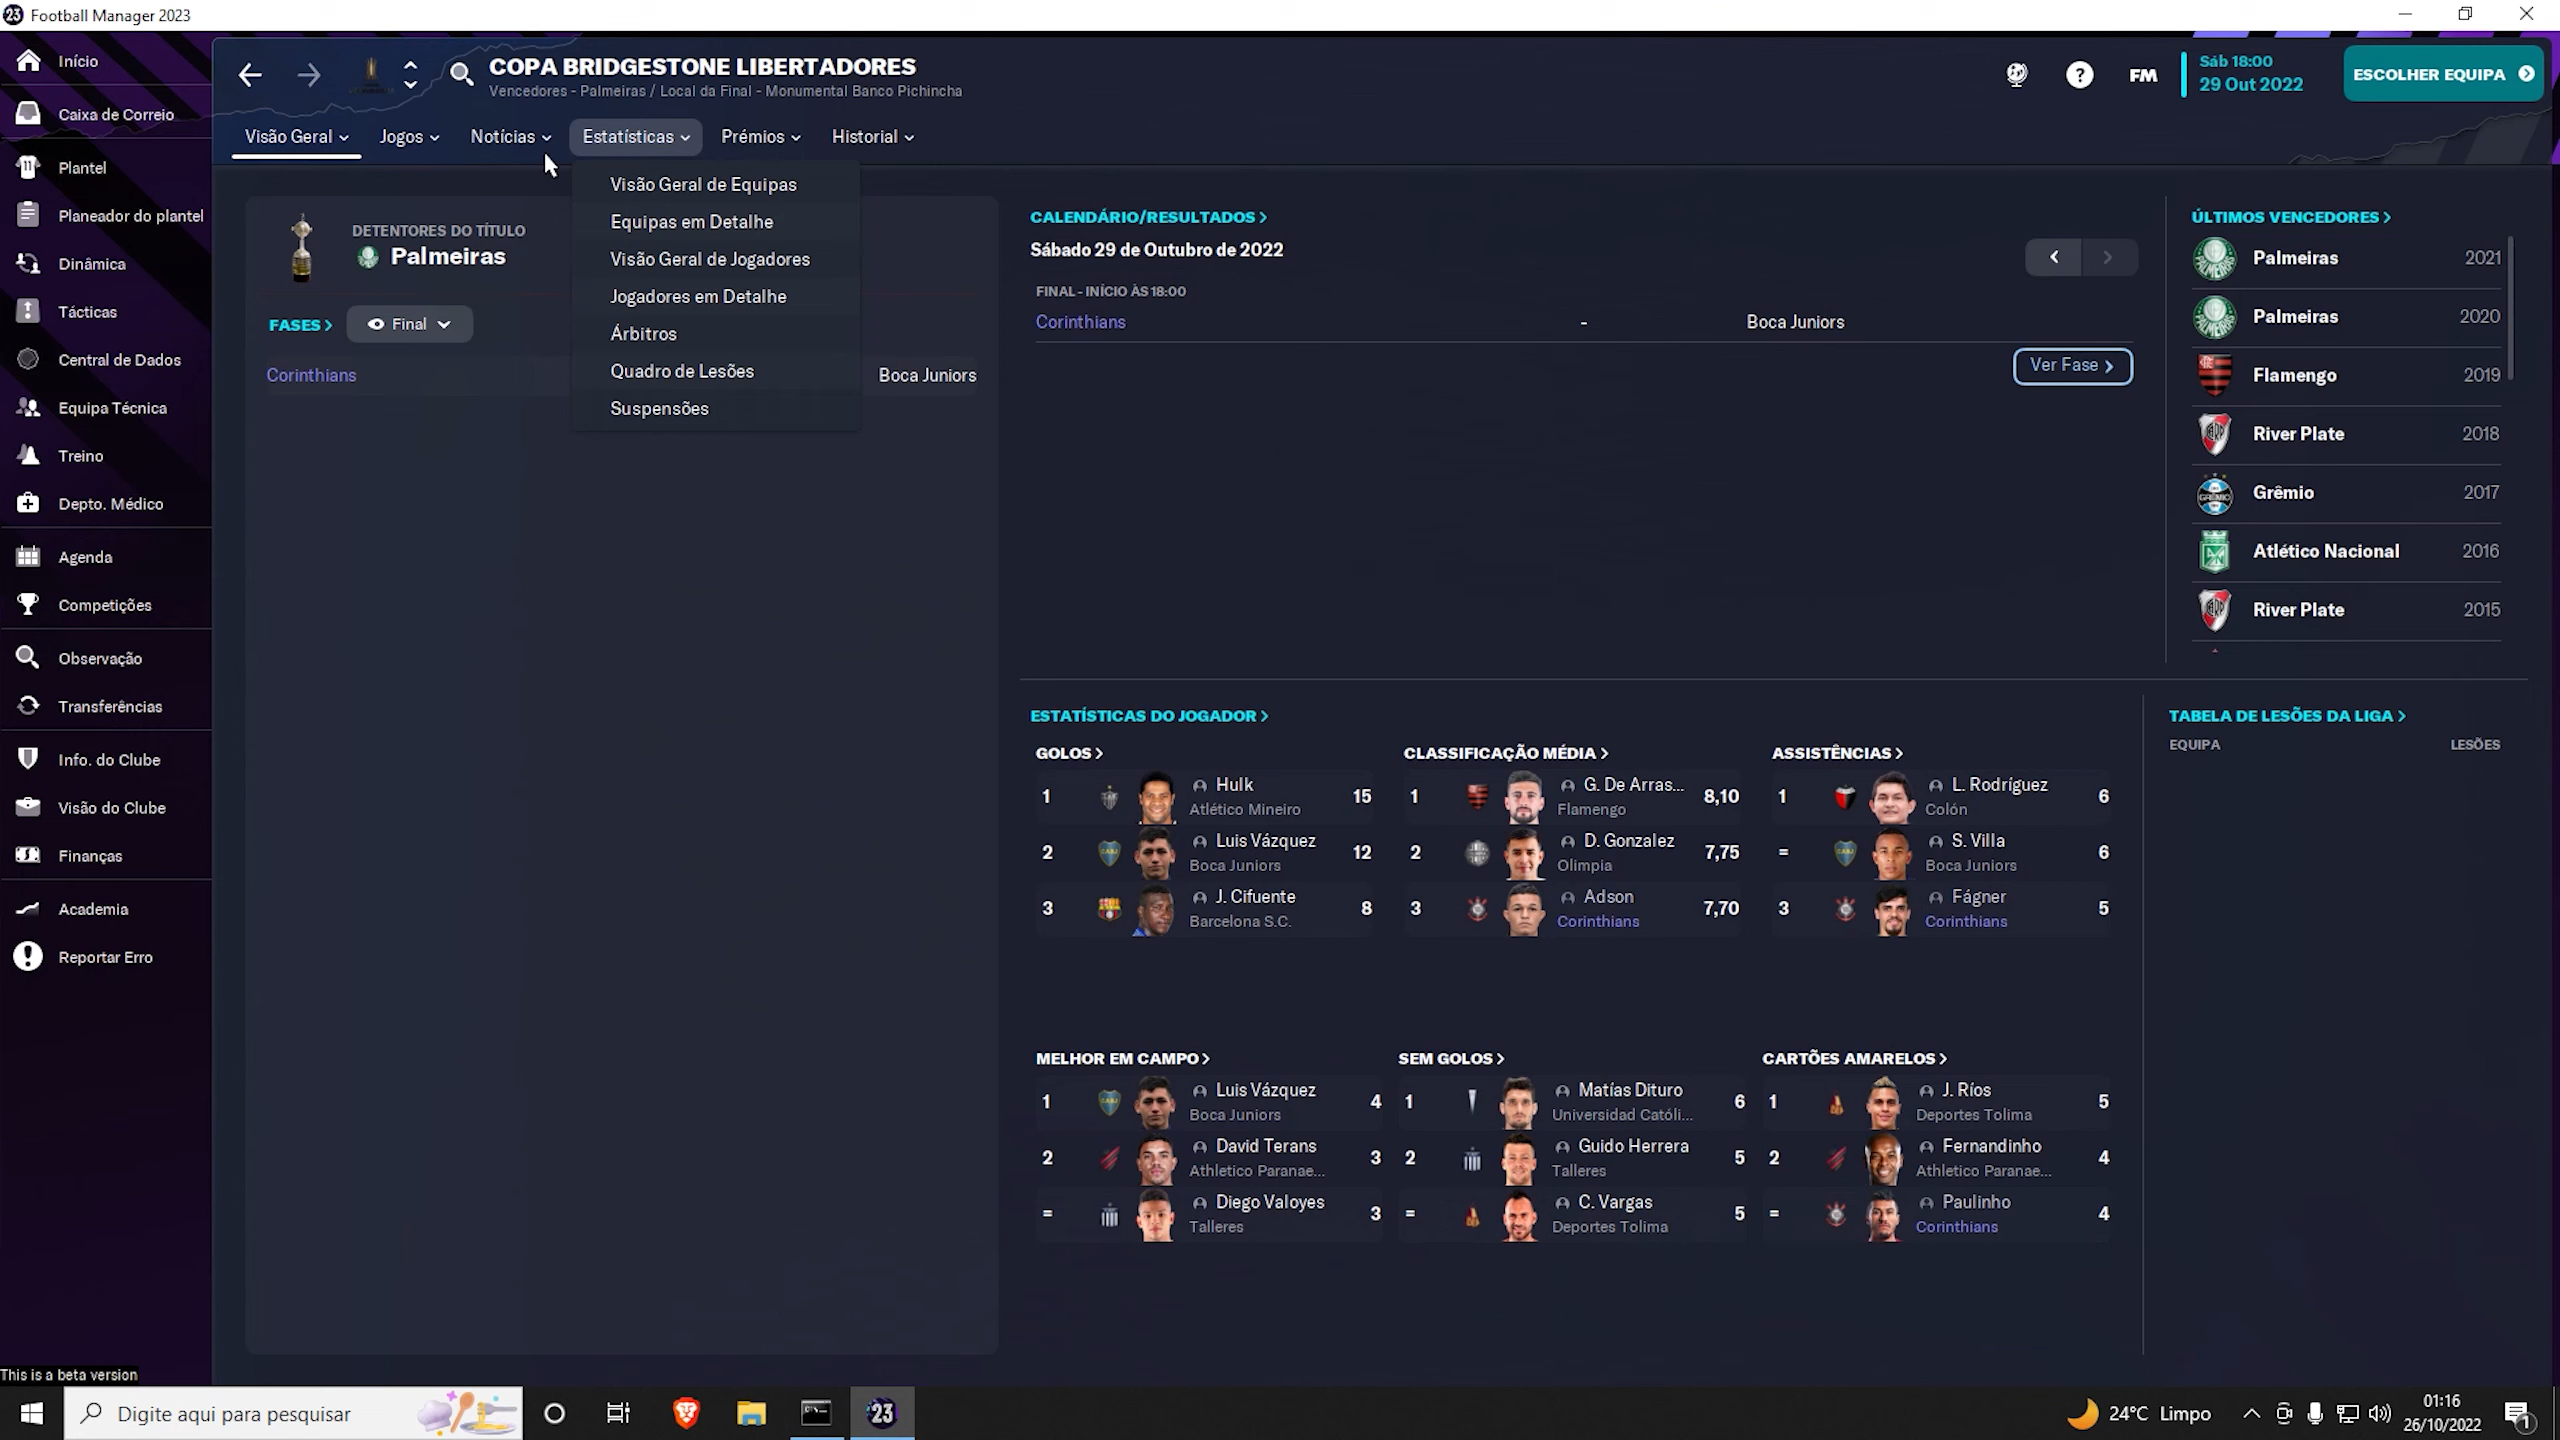 Football Manager 2023
Início
Caixa de Correio
Plantel
Planeador do plantel
Dinâmica
Tácticas
Central de Dados
Equipa Técnica
Treino
Depto. Médico
Agenda
Competições
Observação
Transferências
Info. do Clube
Visão do Clube
Finanças
Academia
Reportar Erro
This is a beta version
COPA BRIDGESTONE LIBERTADORES
Vencedores - Palmeiras / Local da Final - Monumental Banco Pichincha
FM
Sáb 18:00
29 Out 2022
ESCOLHER EQUIPA
Visão Geral
Jogos
Notícias
Estatísticas
Prémios
Historial
Visão Geral de Equipas
Equipas em Detalhe
Visão Geral de Jogadores
Jogadores em Detalhe
Árbitros
Quadro de Lesões
Suspensões
DETENTORES DO TÍTULO
Palmeiras
FASES >
Final
Corinthians Boca Juniors
CALENDÁRIO/RESULTADOS >
Sábado 29 de Outubro de 2022
FINAL - INÍCIO ÀS 18:00
Corinthians - Boca Juniors
Ver Fase >
ÚLTIMOS VENCEDORES >
Palmeiras 2021
Palmeiras 2020
Flamengo 2019
River Plate 2018
Grêmio 2017
Atlético Nacional 2016
River Plate 2015
ESTATÍSTICAS DO JOGADOR >
GOLOS >
1 Hulk 15
Atlético Mineiro
2 Luis Vázquez 12
Boca Juniors
3 J. Cifuente 8
Barcelona S.C.
CLASSIFICAÇÃO MÉDIA >
1 G. De Arras... 8,10
Flamengo
2 D. Gonzalez 7,75
Olimpia
3 Adson 7,70
Corinthians
ASSISTÊNCIAS >
1 L. Rodríguez 6
Colón
= S. Villa 6
Boca Juniors
3 Fágner 5
Corinthians
MELHOR EM CAMPO >
1 Luis Vázquez 4
Boca Juniors
2 David Terans 3
Athletico Paranae...
= Diego Valoyes 3
Talleres
SEM GOLOS >
1 Matías Dituro 6
Universidad Católi...
2 Guido Herrera 5
Talleres
= C. Vargas 5
Deportes Tolima
CARTÕES AMARELOS >
1 J. Ríos 5
Deportes Tolima
2 Fernandinho 4
Athletico Paranae...
= Paulinho 4
Corinthians
TABELA DE LESÕES DA LIGA >
EQUIPA LESÕES
Digite aqui para pesquisar
23
24°C Limpo
01:16
26/10/2022
1